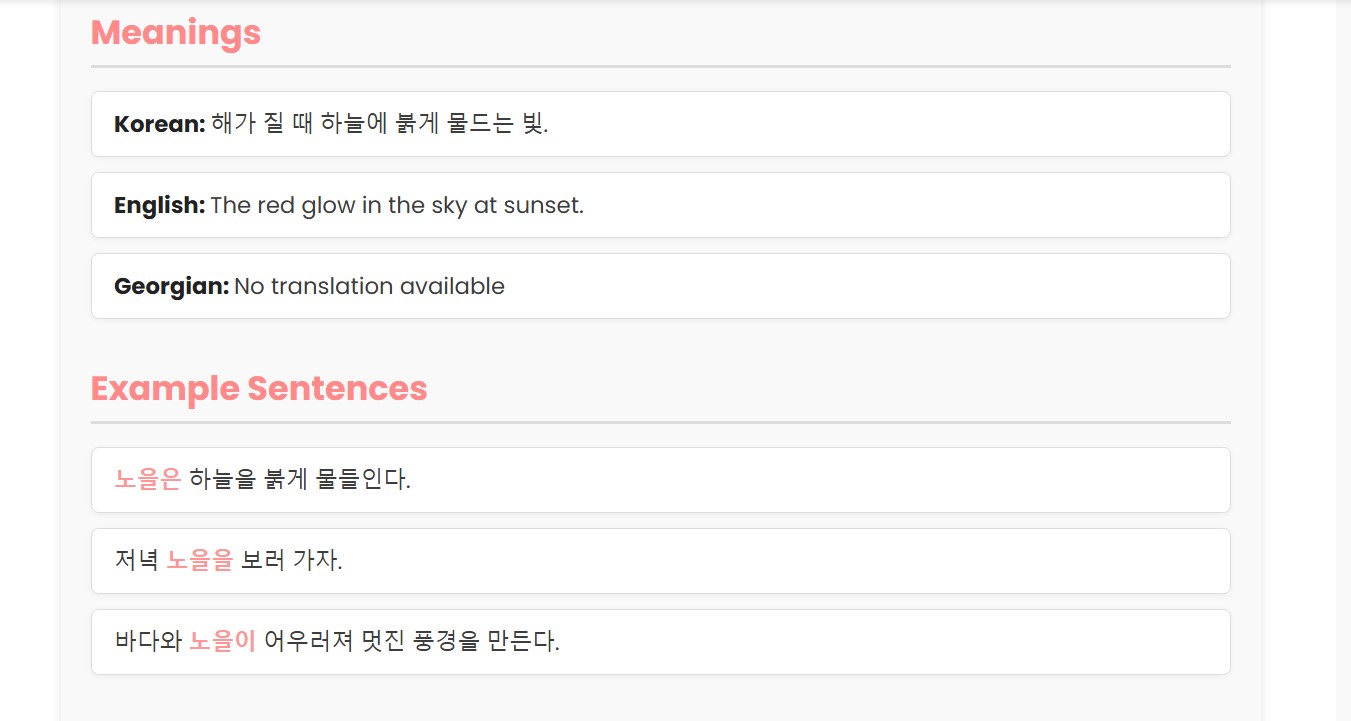 Meanings
Korean: 해가 질 때 하늘에 붉게 물드는 빛.
English: The red glow in the sky at sunset.
Georgian: No translation available
Example Sentences
노을은 하늘을 붉게 물들인다.
저녁 노을을 보러 가자.
바다와 노을이 어우러져 멋진 풍경을 만든다.